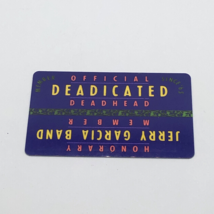 OFFICIAL
DEADICATED
DEADHEAD
MEMBER
JERRY GARCIA BAND
HONORARY